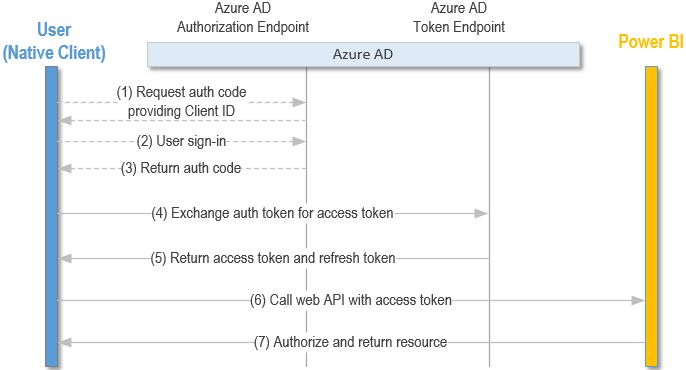 Azure AD
Authorization Endpoint
Azure AD
Token Endpoint
User
(Native Client)
Azure AD
Power BI
(1) Request auth code
providing Client ID
(2) User sign-in
(3) Return auth code
(4) Exchange auth token for access token
(5) Return access token and refresh token
(6) Call web API with access token
(7) Authorize and return resource